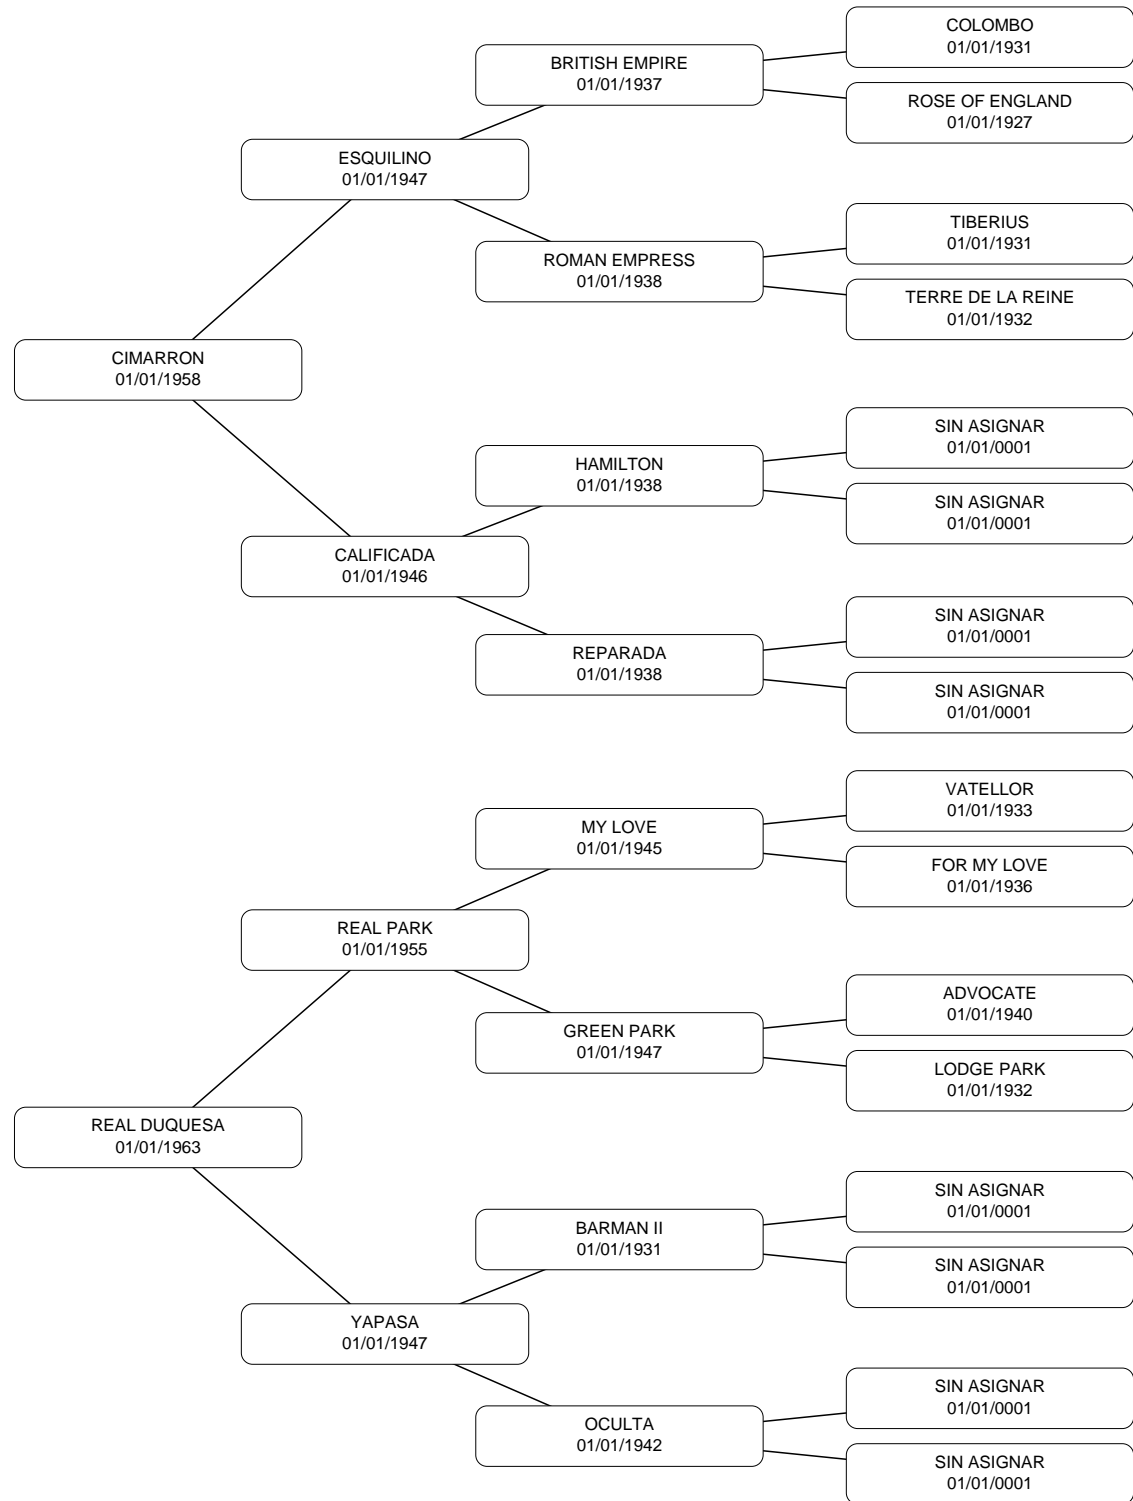 COLOMBO
01/01/1931
BRITISH EMPIRE
01/01/1937
ROSE OF ENGLAND
01/01/1927
ESQUILINO
01/01/1947
TIBERIUS
01/01/1931
ROMAN EMPRESS
01/01/1938
TERRE DE LA REINE
01/01/1932
CIMARRON
01/01/1958
SIN ASIGNAR
01/01/0001
HAMILTON
01/01/1938
SIN ASIGNAR
01/01/0001
CALIFICADA
01/01/1946
SIN ASIGNAR
01/01/0001
REPARADA
01/01/1938
SIN ASIGNAR
01/01/0001
VATELLOR
01/01/1933
MY LOVE
01/01/1945
FOR MY LOVE
01/01/1936
REAL PARK
01/01/1955
ADVOCATE
01/01/1940
GREEN PARK
01/01/1947
LODGE PARK
01/01/1932
REAL DUQUESA
01/01/1963
SIN ASIGNAR
01/01/0001
BARMAN II
01/01/1931
SIN ASIGNAR
01/01/0001
YAPASA
01/01/1947
SIN ASIGNAR
01/01/0001
OCULTA
01/01/1942
SIN ASIGNAR
01/01/0001